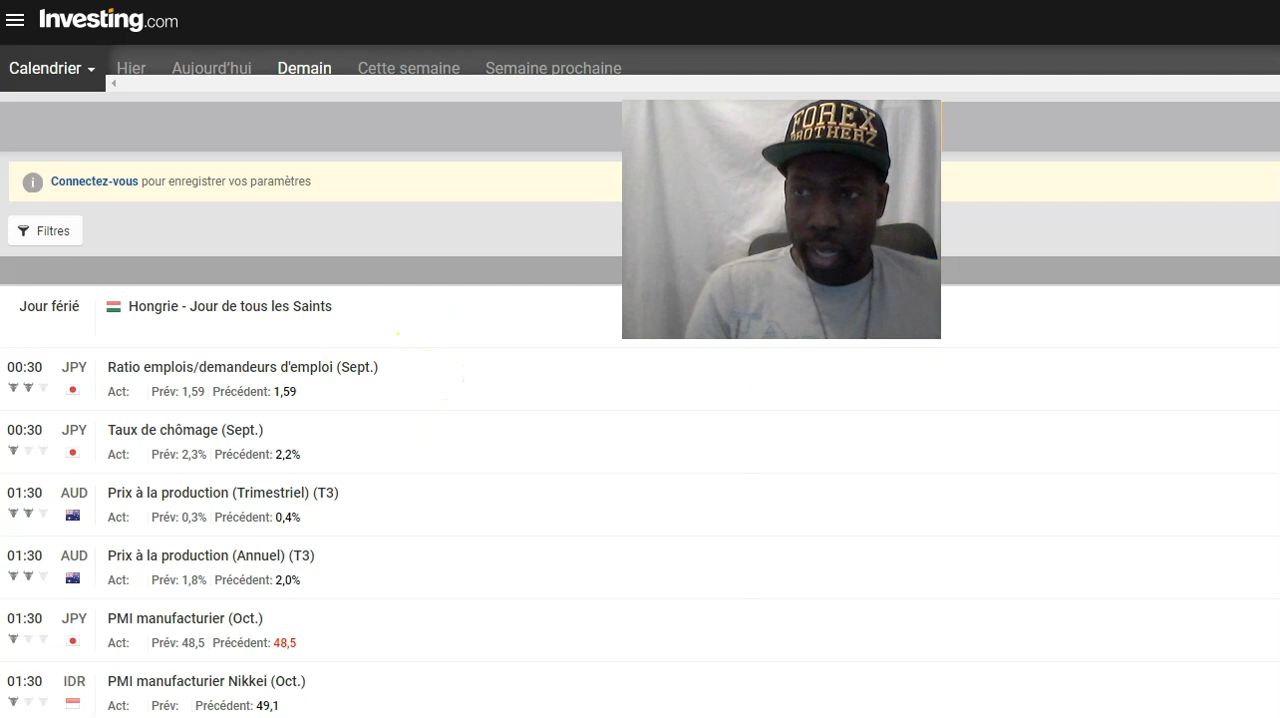 Investing.com
Calendrier Hier Aujourd'hui Demain Cette semaine Semaine prochaine
FOREX
BROTHERZ
i Connectez-vous pour enregistrer vos paramètres
Filtres
Jour férié Hongrie - Jour de tous les Saints
00:30 JPY Ratio emplois/demandeurs d'emploi (Sept.)
Act: Prév: 1,59 Précédent: 1,59
00:30 JPY Taux de chômage (Sept.)
Act: Prév: 2,3% Précédent: 2,2%
01:30 AUD Prix à la production (Trimestriel) (T3)
Act: Prév: 0,3% Précédent: 0,4%
01:30 AUD Prix à la production (Annuel) (T3)
Act: Prév: 1,8% Précédent: 2,0%
01:30 JPY PMI manufacturier (Oct.)
Act: Prév: 48,5 Précédent: 48,5
01:30 IDR PMI manufacturier Nikkei (Oct.)
Act: Prév: Précédent: 49,1